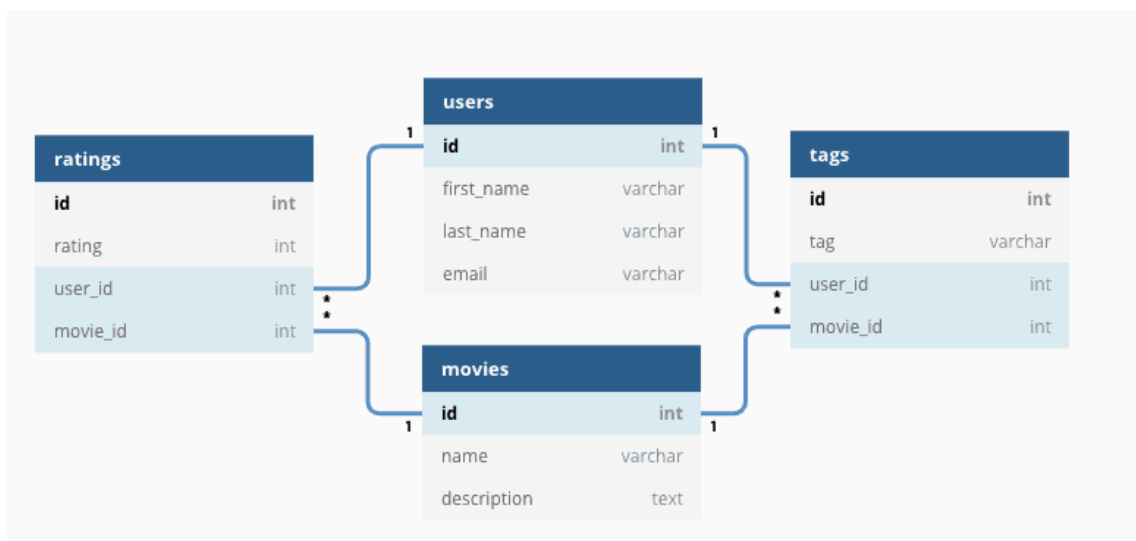 users
1
1
id int
first_name varchar
last_name varchar
email varchar
ratings
id int
rating int
user_id int
movie_id int
*
*
tags
id int
tag varchar
user_id int
movie_id int
*
*
movies
id int
1
1
name varchar
description text